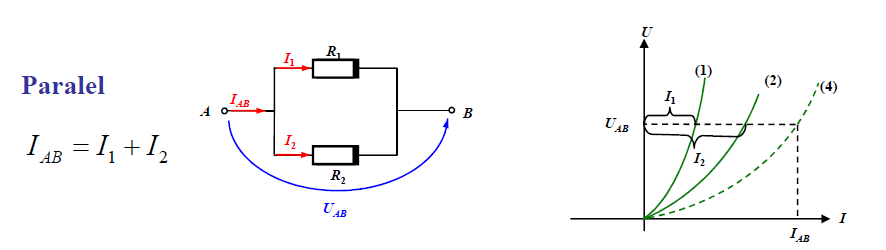 Paralel
I_AB = I_1 + I_2
A
I_AB
I_1
R_1
I_2
R_2
B
U_AB
U
(1)
(2)
(4)
I_1
U_AB
I_2
I
I_AB